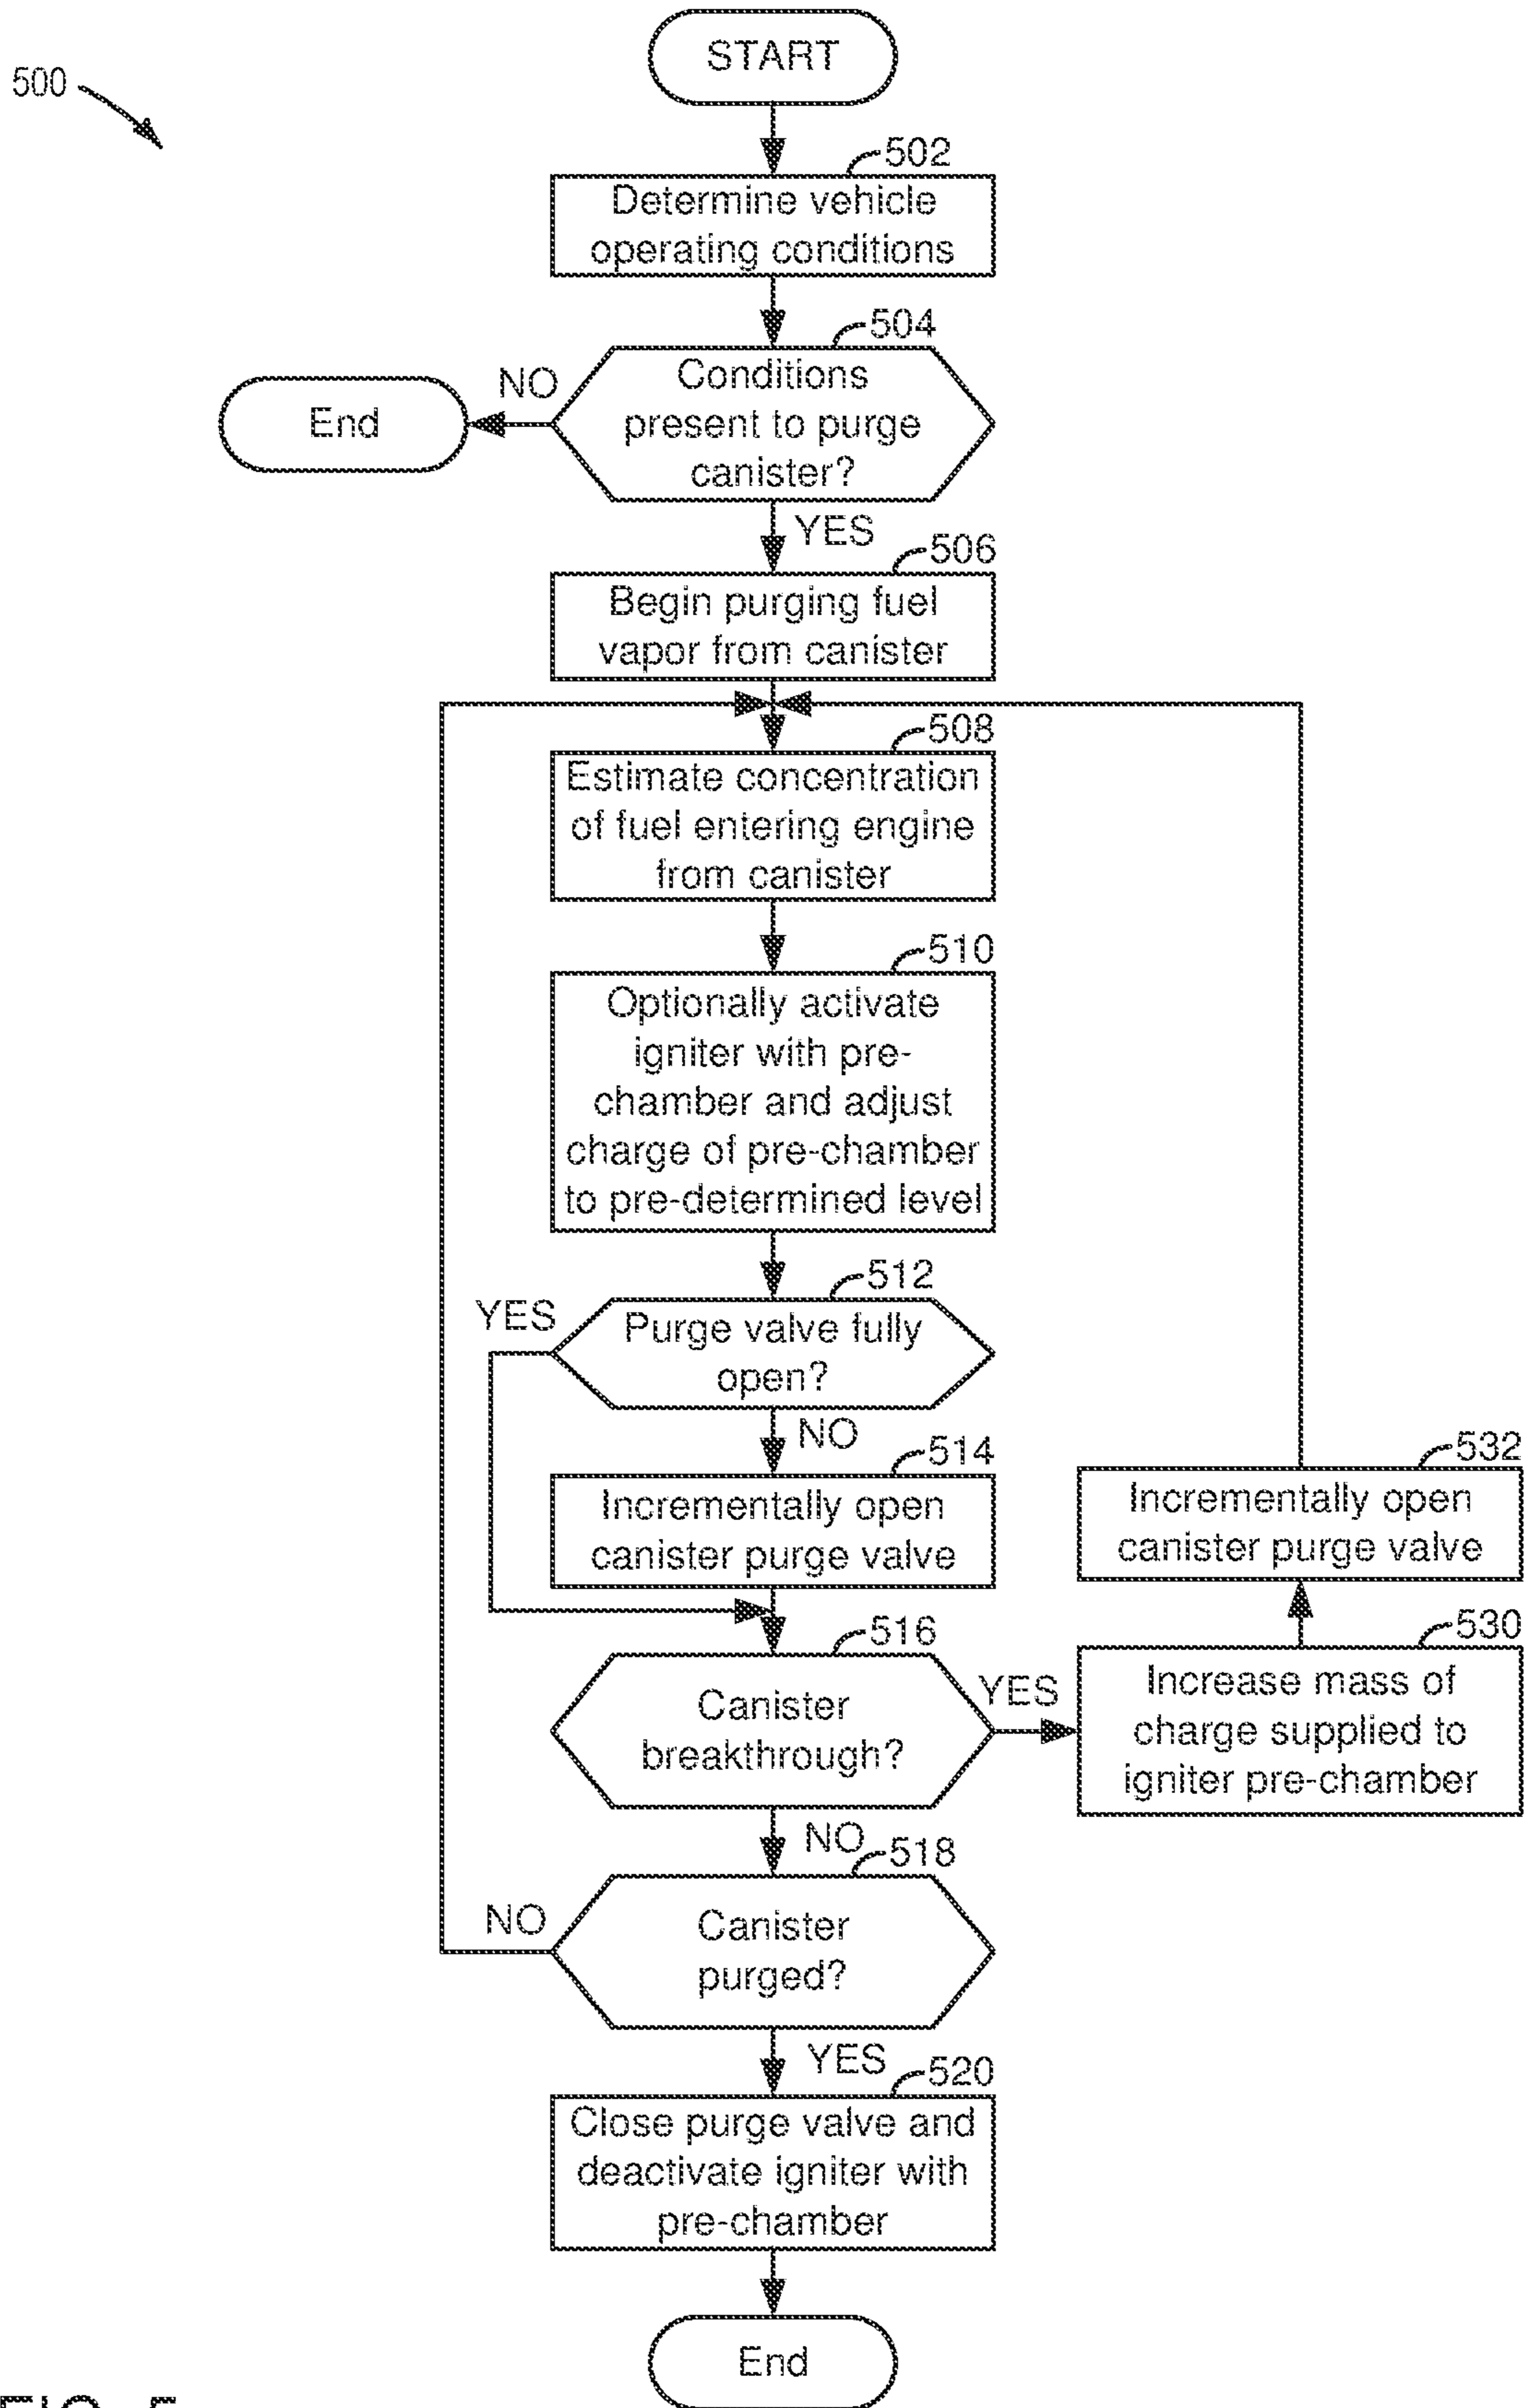 START
500
502
Determine vehicle
operating conditions
504
Conditions
present to purge
canister?
NO
End
YES
506
Begin purging fuel
vapor from canister
508
Estimate concentration
of fuel entering engine
from canister
510
Optionally activate
igniter with pre-
chamber and adjust
charge of pre-chamber
to pre-determined level
512
YES
Purge valve fully
open?
NO
514
Incrementally open
canister purge valve
532
Incrementally open
canister purge valve
516
Canister
breakthrough?
YES
530
Increase mass of
charge supplied to
igniter pre-chamber
NO
518
NO
Canister
purged?
YES
520
Close purge valve and
deactivate igniter with
pre-chamber
End
FIG. 5